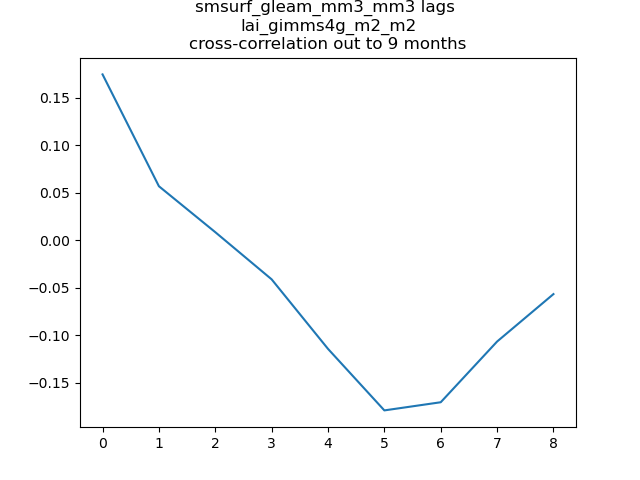 smsurf_gleam_mm3_mm3 lags
lai_gimms4g_m2_m2
cross-correlation out to 9 months
0.15
0.10
0.05
0.00
−0.05
−0.10
−0.15
0 1 2 3 4 5 6 7 8